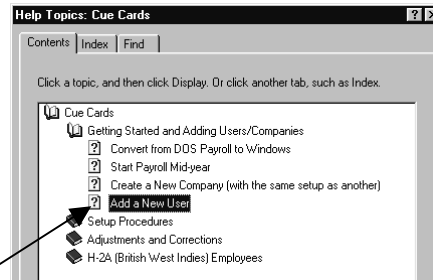 Help Topics: Cue Cards
Contents Index Find
Click a topic, and then click Display. Or click another tab, such as Index.
Cue Cards
Getting Started and Adding Users/Companies
Convert from DOS Payroll to Windows
Start Payroll Mid-year
Create a New Company (with the same setup as another)
Add a New User
Setup Procedures
Adjustments and Corrections
H-2A (British West Indies) Employees